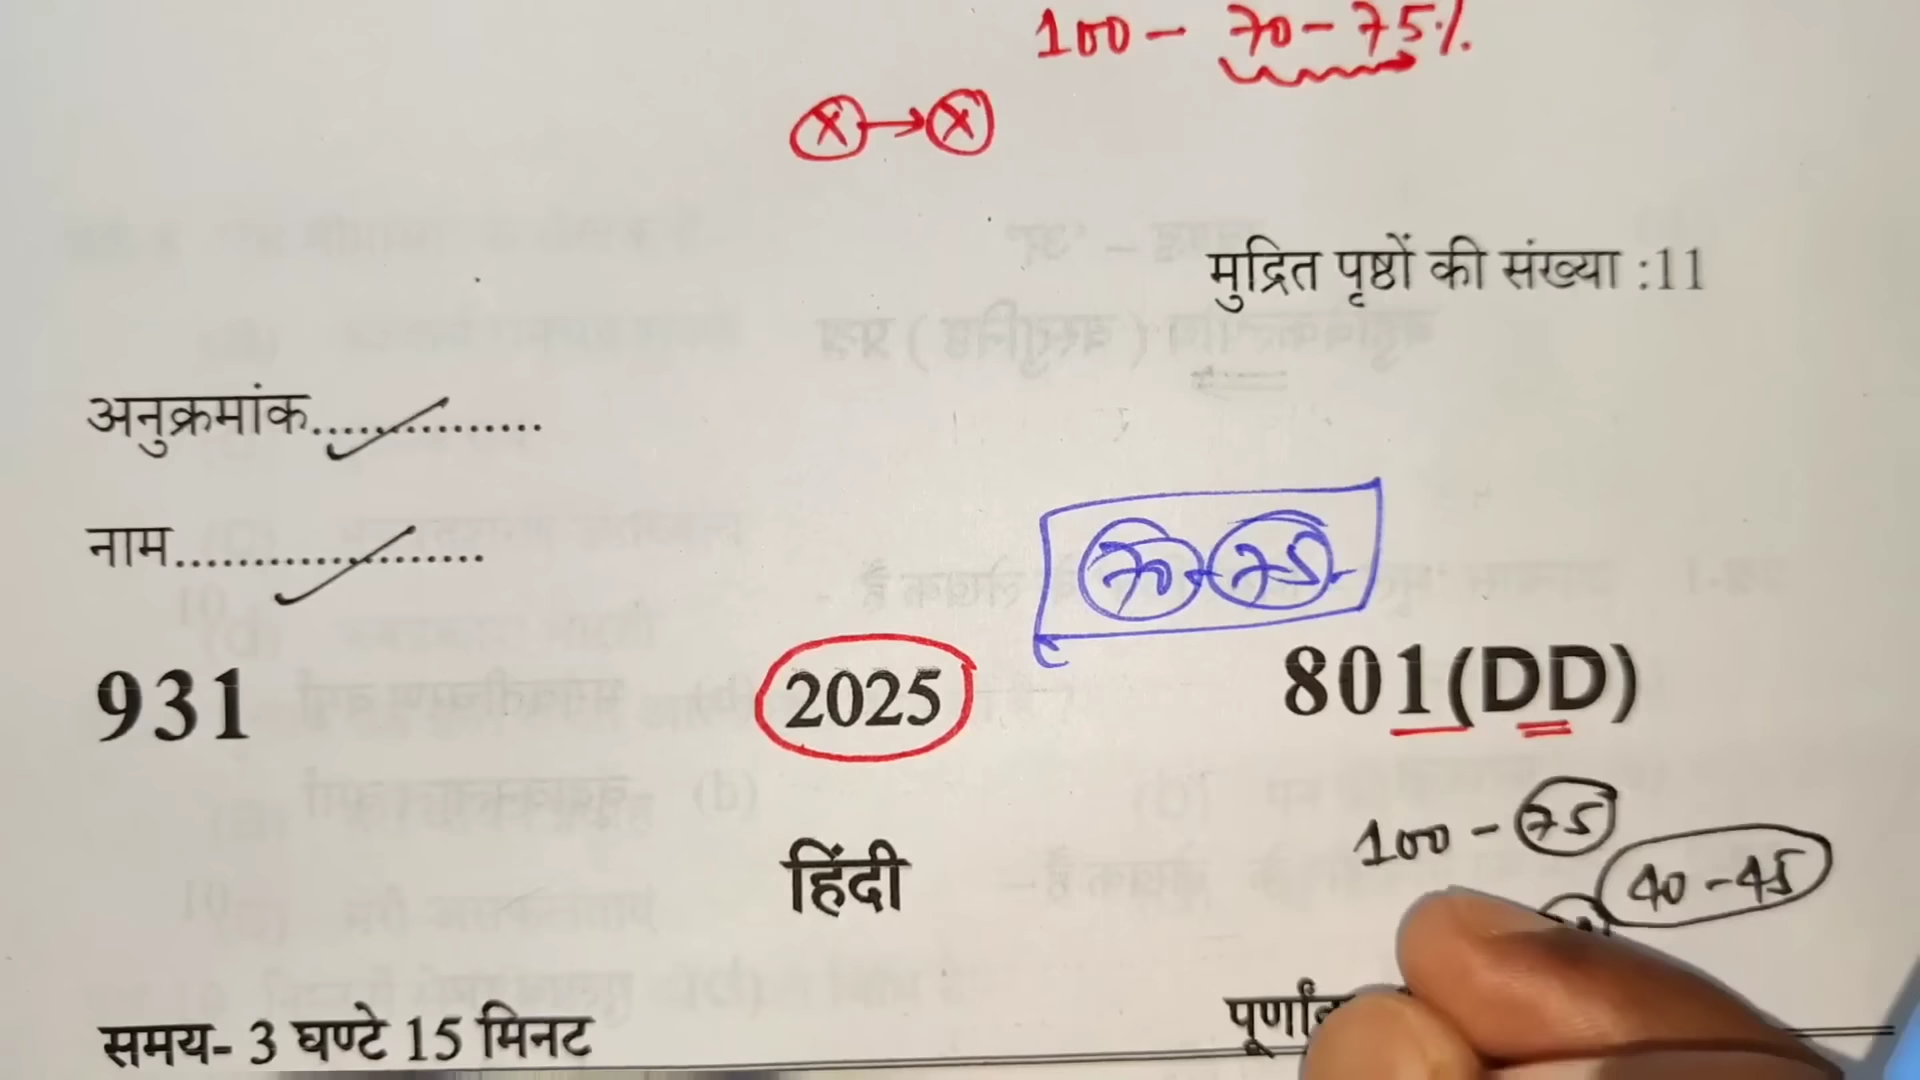 100 - 70 - 75%
X → X
मुद्रित पृष्ठों की संख्या :11
अनुक्रमांक..................
नाम.......................
70 - 75
931 2025 801(DD)
100 - 75
हिंदी
40 - 45
समय- 3 घण्टे 15 मिनट